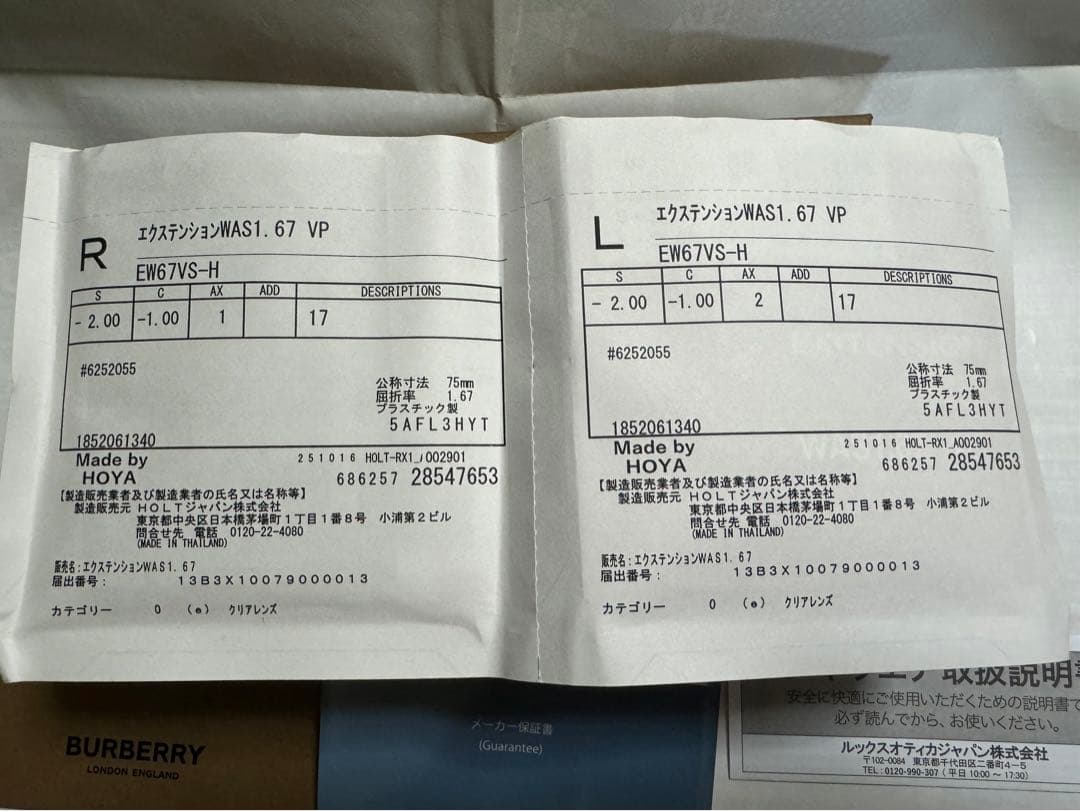 R
エクステンションWAS1.67 VP
EW67VS-H
S C AX ADD DESCRIPTIONS
- 2.00 -1.00 1 17
#6252055
公称寸法 75mm
屈折率 1.67
プラスチック製
5AFL3HYT
1852061340
Made by
HOYA
251016 HOLT-RX1_A002901
686257 28547653
【製造販売業者及び製造業者の氏名又は名称等】
製造販売元 HOLTジャパン株式会社
東京都中央区日本橋茅場町1丁目1番8号 小浦第2ビル
問合せ先 電話 0120-22-4080
(MADE IN THAILAND)
販売名:エクステンションWAS1.67
届出番号: 13B3X10079000013
カテゴリー 0 クリアレンズ
L
エクステンションWAS1.67 VP
EW67VS-H
S C AX ADD DESCRIPTIONS
- 2.00 -1.00 2 17
#6252055
公称寸法 75mm
屈折率 1.67
プラスチック製
5AFL3HYT
1852061340
Made by
HOYA
251016 HOLT-RX1_A002901
686257 28547653
【製造販売業者及び製造業者の氏名又は名称等】
製造販売元 HOLTジャパン株式会社
東京都中央区日本橋茅場町1丁目1番8号 小浦第2ビル
問合せ先 電話 0120-22-4080
(MADE IN THAILAND)
販売名:エクステンションWAS1.67
届出番号: 13B3X10079000013
カテゴリー 0 クリアレンズ
BURBERRY
LONDON ENGLAND
メーカー保証書
(Guarantee)
取扱説明書
安全に快適にご使用いただくための説明書で
必ず読んでから、お使いください。
ルックスオティカジャパン株式会社
〒102-0084 東京都千代田区二番町4-5
TEL:0120-990-307 (平日 10:00 ～ 17:30)